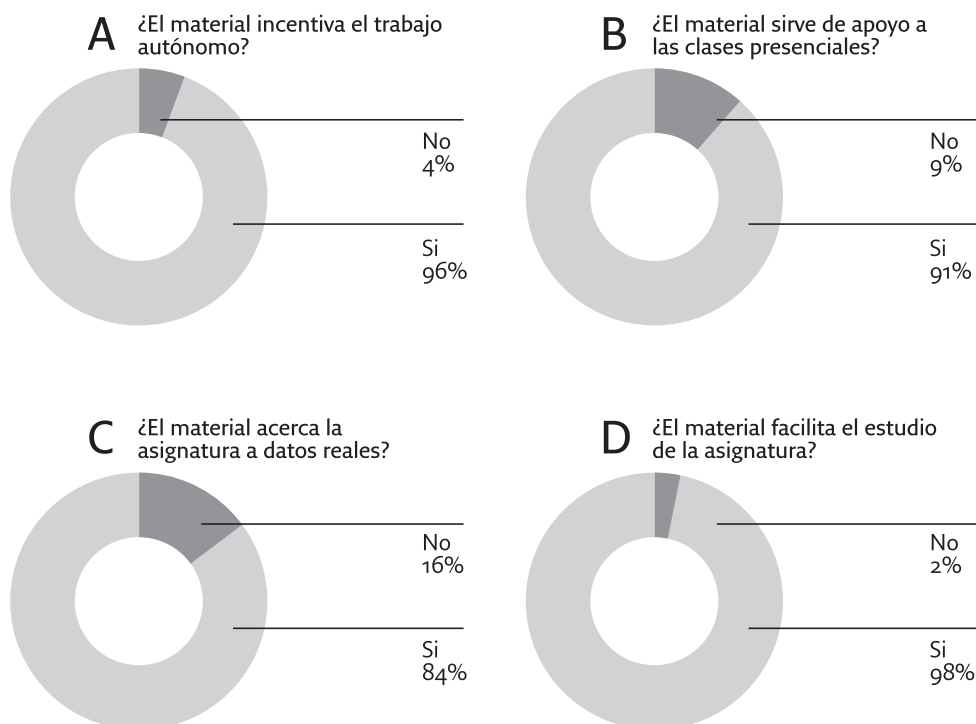 A
¿El material incentiva el trabajo
autónomo?
No
4%
Si
96%
B
¿El material sirve de apoyo a
las clases presenciales?
No
9%
Si
91%
C
¿El material acerca la
asignatura a datos reales?
No
16%
Si
84%
D
¿El material facilita el estudio
de la asignatura?
No
2%
Si
98%